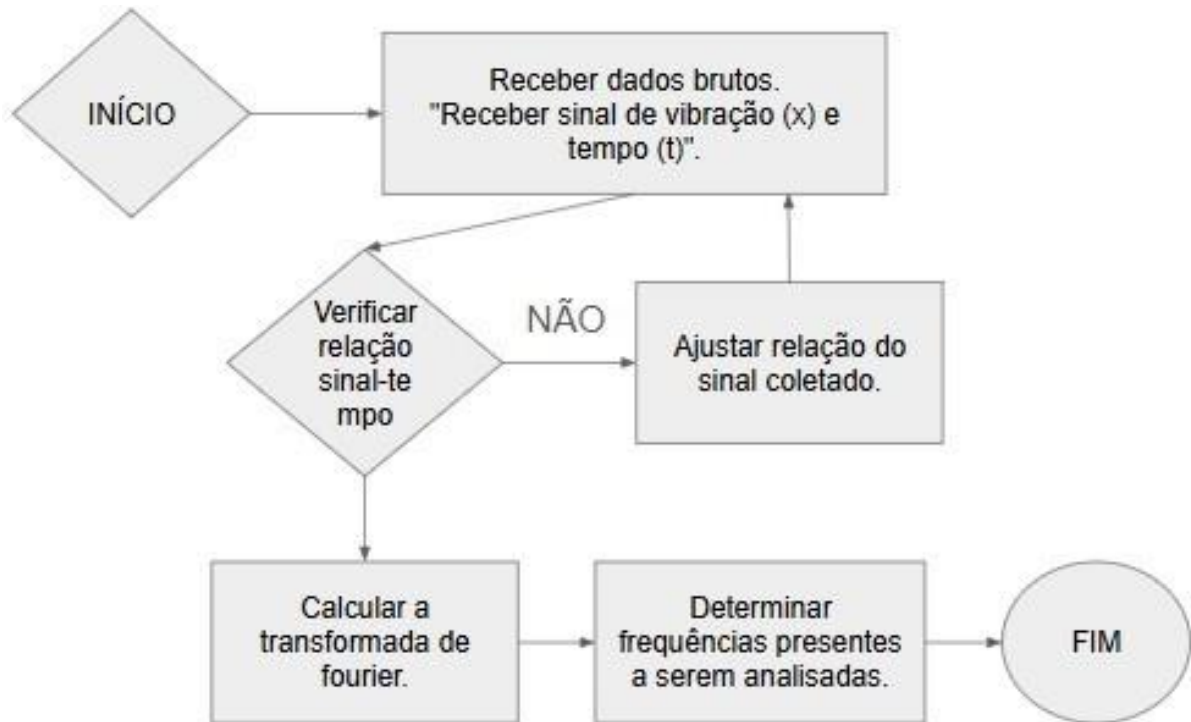 INÍCIO
Receber dados brutos.
"Receber sinal de vibração (x) e
tempo (t)".
Verificar
relação
sinal-te
mpo
NÃO
Ajustar relação do
sinal coletado.
Calcular a
transformada de
fourier.
Determinar
frequências presentes
a serem analisadas.
FIM